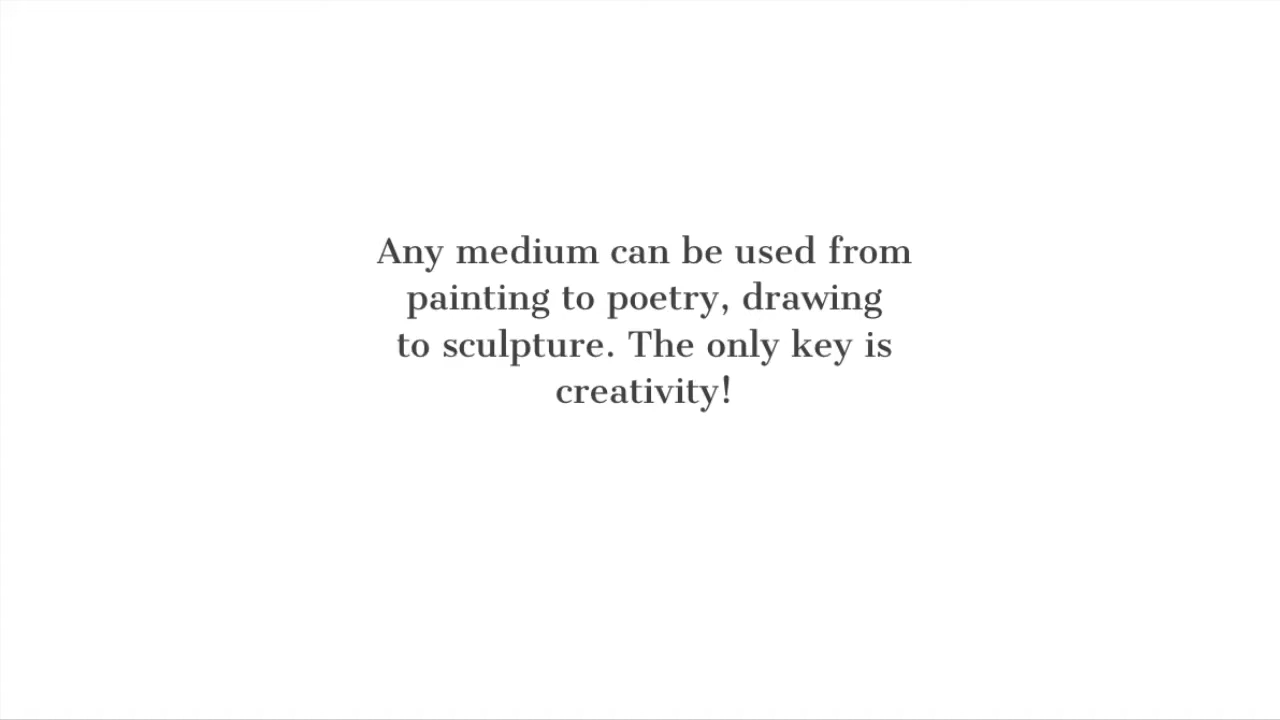 Any medium can be used from
painting to poetry, drawing
to sculpture. The only key is
creativity!